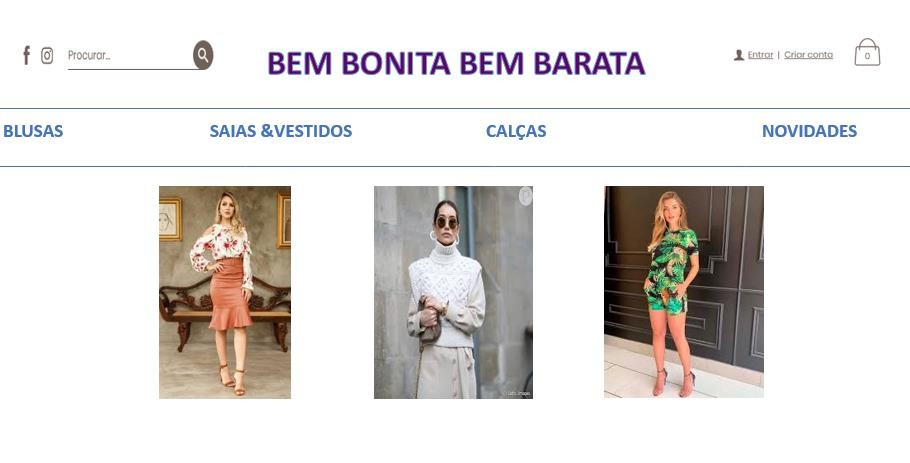 Procurar...
BEM BONITA BEM BARATA
Entrar | Criar conta
0
BLUSAS
SAIAS &VESTIDOS
CALÇAS
NOVIDADES